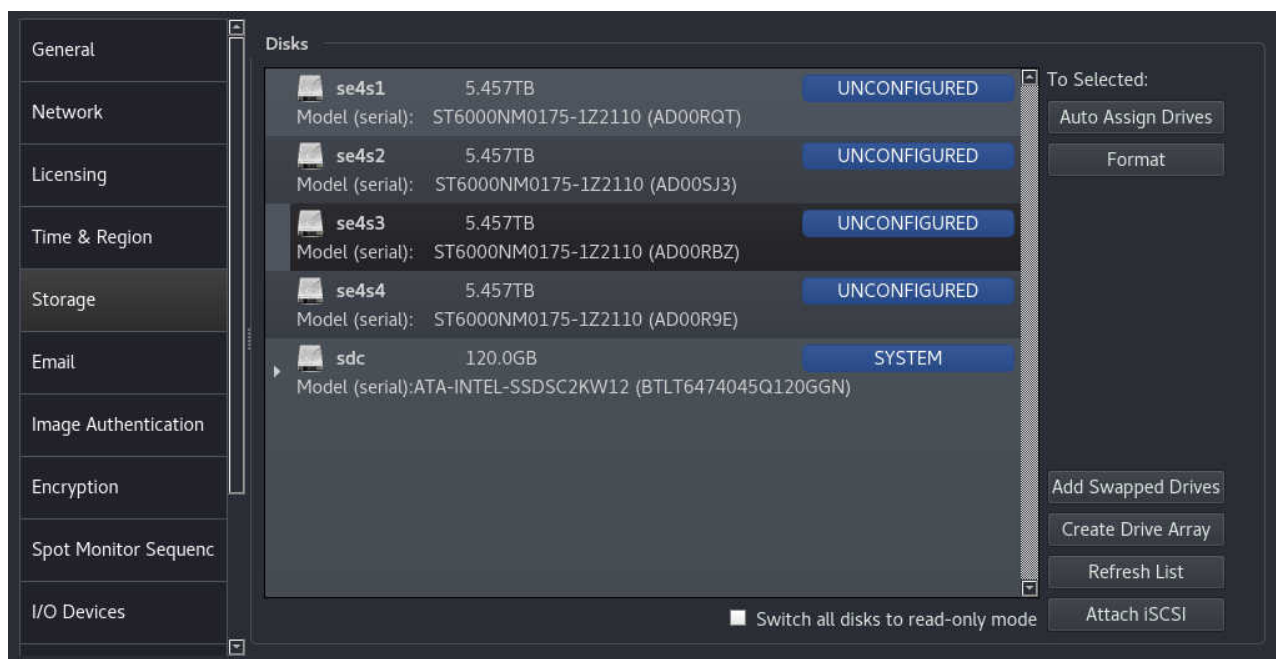 General
Network
Licensing
Time & Region
Storage
Email
Image Authentication
Encryption
Spot Monitor Sequenc
I/O Devices
Disks
se4s1 5.457TB UNCONFIGURED
Model (serial): ST6000NM0175-1Z2110 (AD00RQT)
se4s2 5.457TB UNCONFIGURED
Model (serial): ST6000NM0175-1Z2110 (AD00SJ3)
se4s3 5.457TB UNCONFIGURED
Model (serial): ST6000NM0175-1Z2110 (AD00RBZ)
se4s4 5.457TB UNCONFIGURED
Model (serial): ST6000NM0175-1Z2110 (AD00R9E)
sdc 120.0GB SYSTEM
Model (serial):ATA-INTEL-SSDSC2KW12 (BTLT6474045Q120GGN)
Switch all disks to read-only mode
To Selected:
Auto Assign Drives
Format
Add Swapped Drives
Create Drive Array
Refresh List
Attach iSCSI